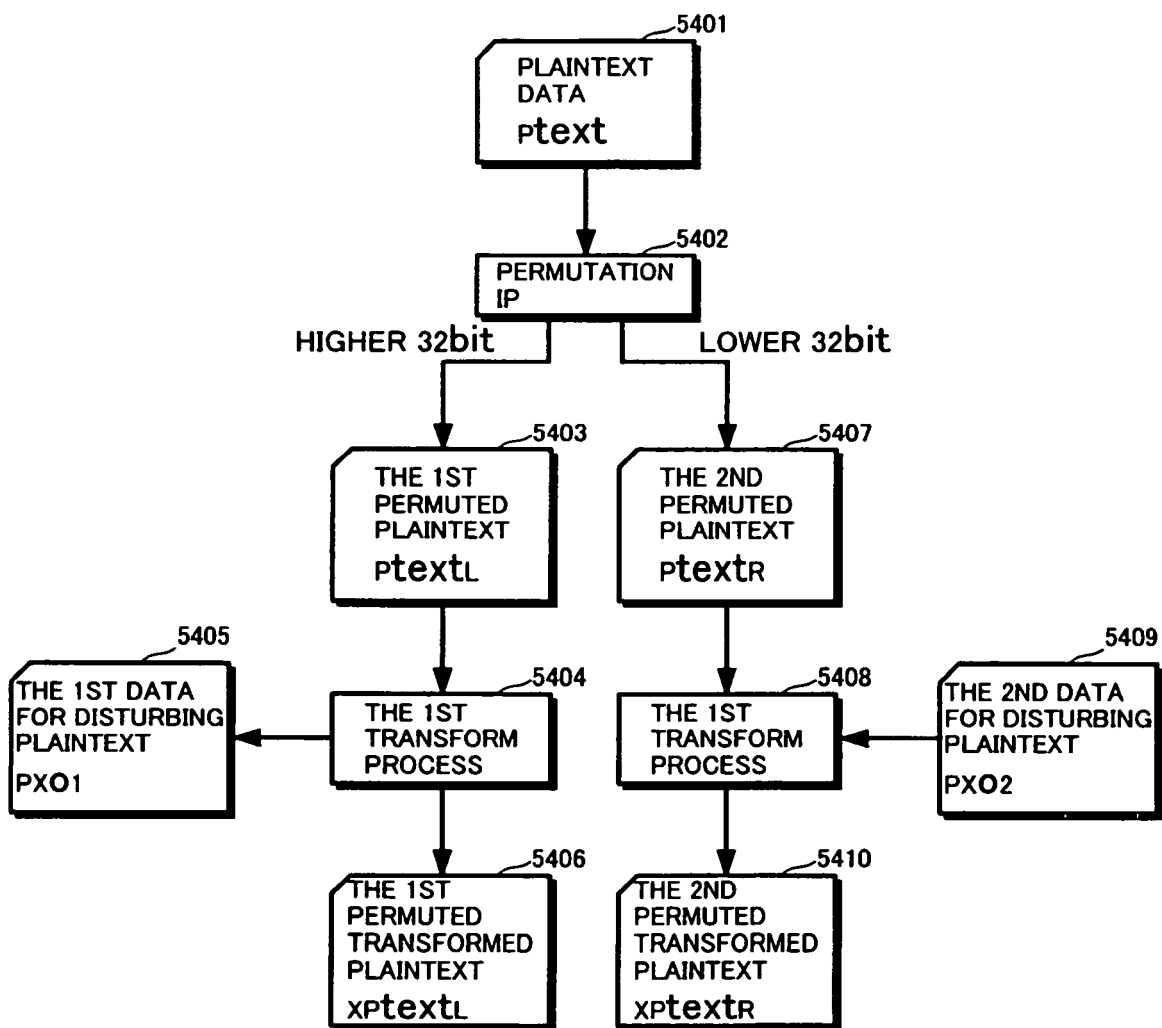 5401
PLAINTEXT
DATA
Ptext
5402
PERMUTATION
IP
HIGHER 32bit
LOWER 32bit
5403
THE 1ST
PERMUTED
PLAINTEXT
PtextL
5407
THE 2ND
PERMUTED
PLAINTEXT
PtextR
5405
THE 1ST DATA
FOR DISTURBING
PLAINTEXT
PXO1
5404
THE 1ST
TRANSFORM
PROCESS
5408
THE 1ST
TRANSFORM
PROCESS
5409
THE 2ND DATA
FOR DISTURBING
PLAINTEXT
PXO2
5406
THE 1ST
PERMUTED
TRANSFORMED
PLAINTEXT
XPtextL
5410
THE 2ND
PERMUTED
TRANSFORMED
PLAINTEXT
XPtextR